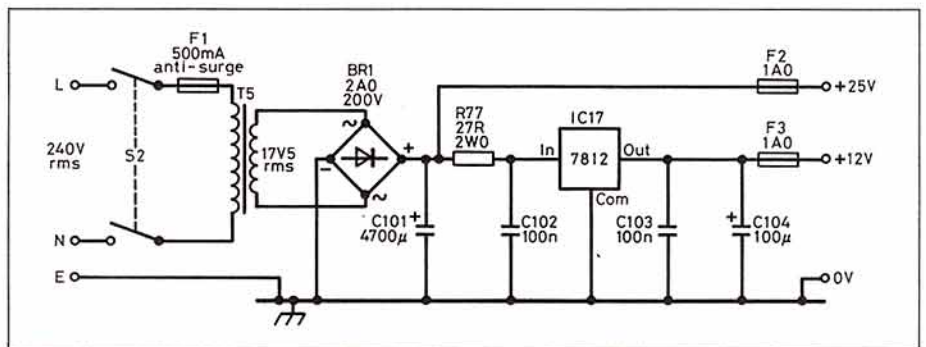 F1
500mA
anti-surge
L
T5
BR1
2A0
200V
~
240V
rms
S2
17V5
rms
-
+
~
R77
27R
2W0
IC17
In
7812
Out
Com
F2
1A0
+25V
F3
1A0
+12V
C101
4700µ
+
C102
100n
C103
100n
+
C104
100µ
N
E
0V